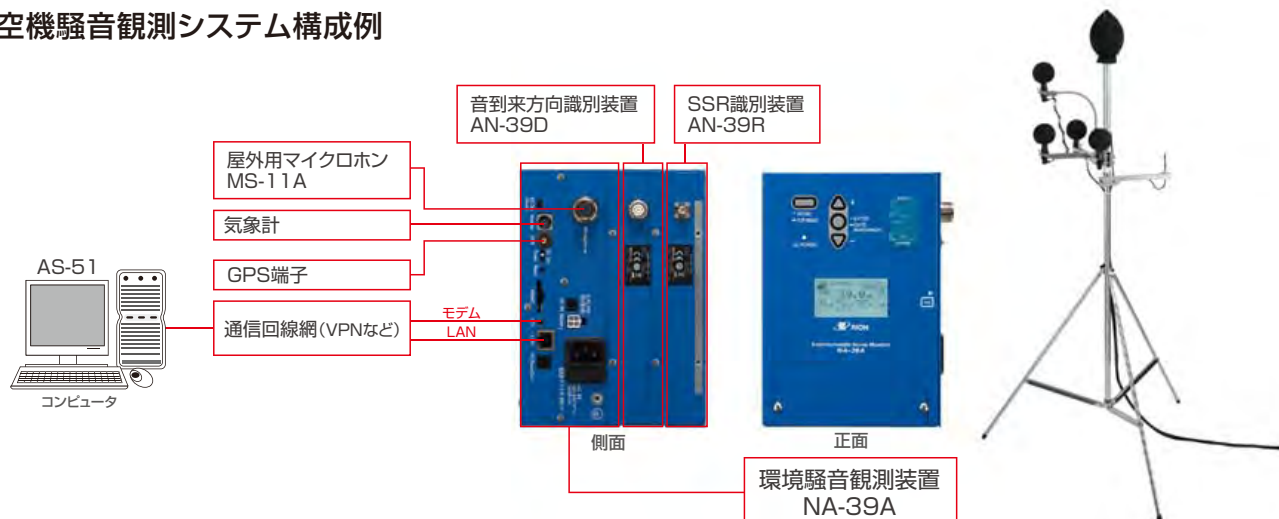 空機騒音観測システム構成例
音到来方向識別装置
AN-39D
SSR識別装置
AN-39R
屋外用マイクロホン
MS-11A
気象計
GPS端子
AS-51
通信回線網(VPNなど)
モデム
LAN
コンピュータ
側面
正面
RION
環境騒音観測装置
NA-39A